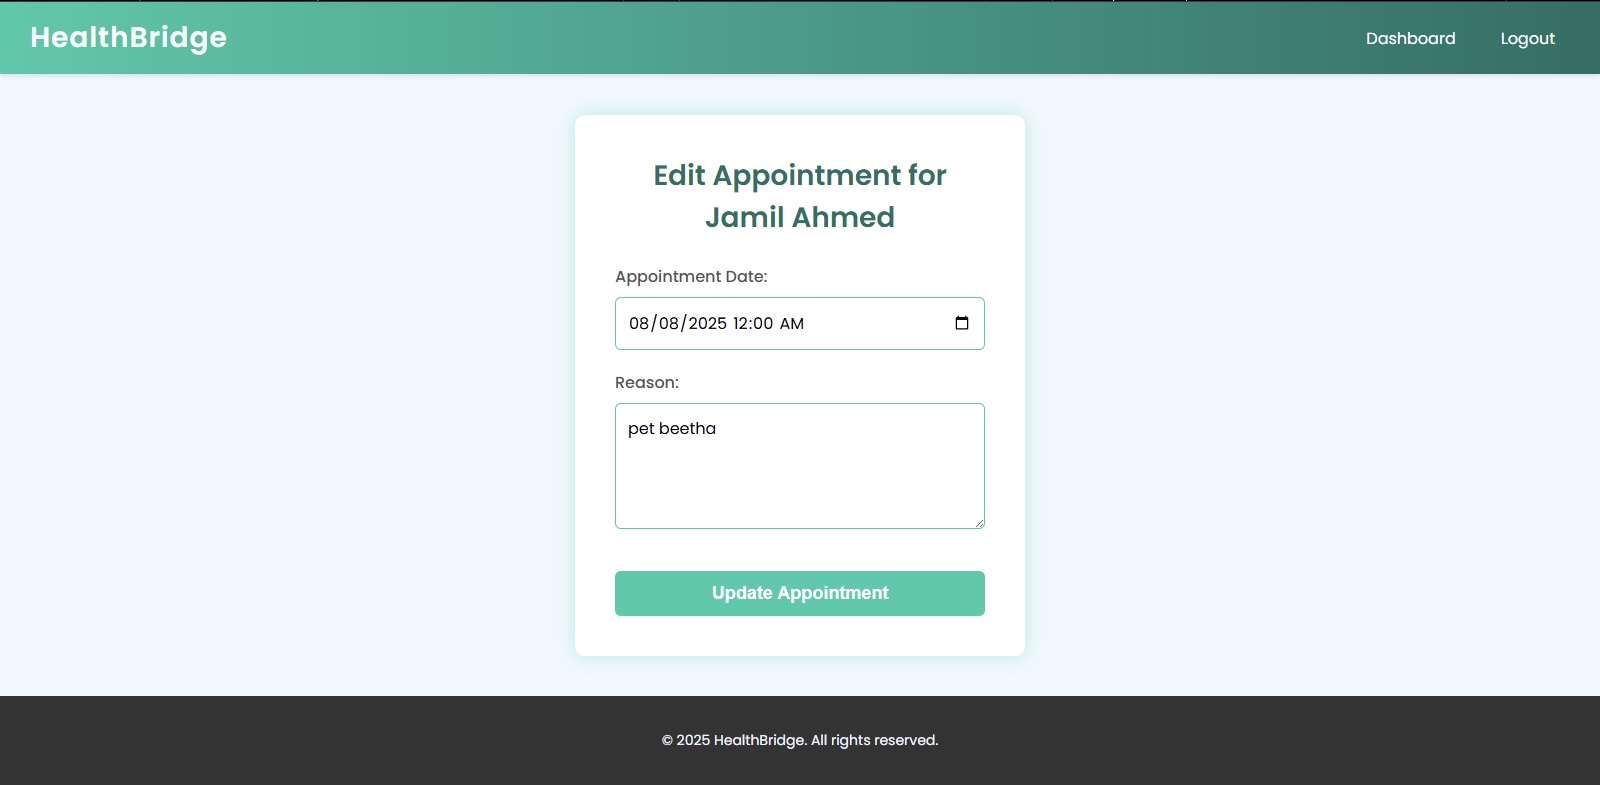 HealthBridge
Dashboard
Logout
Edit Appointment for
Jamil Ahmed
Appointment Date:
08/08/2025 12:00 AM
Reason:
pet beetha
Update Appointment
© 2025 HealthBridge. All rights reserved.